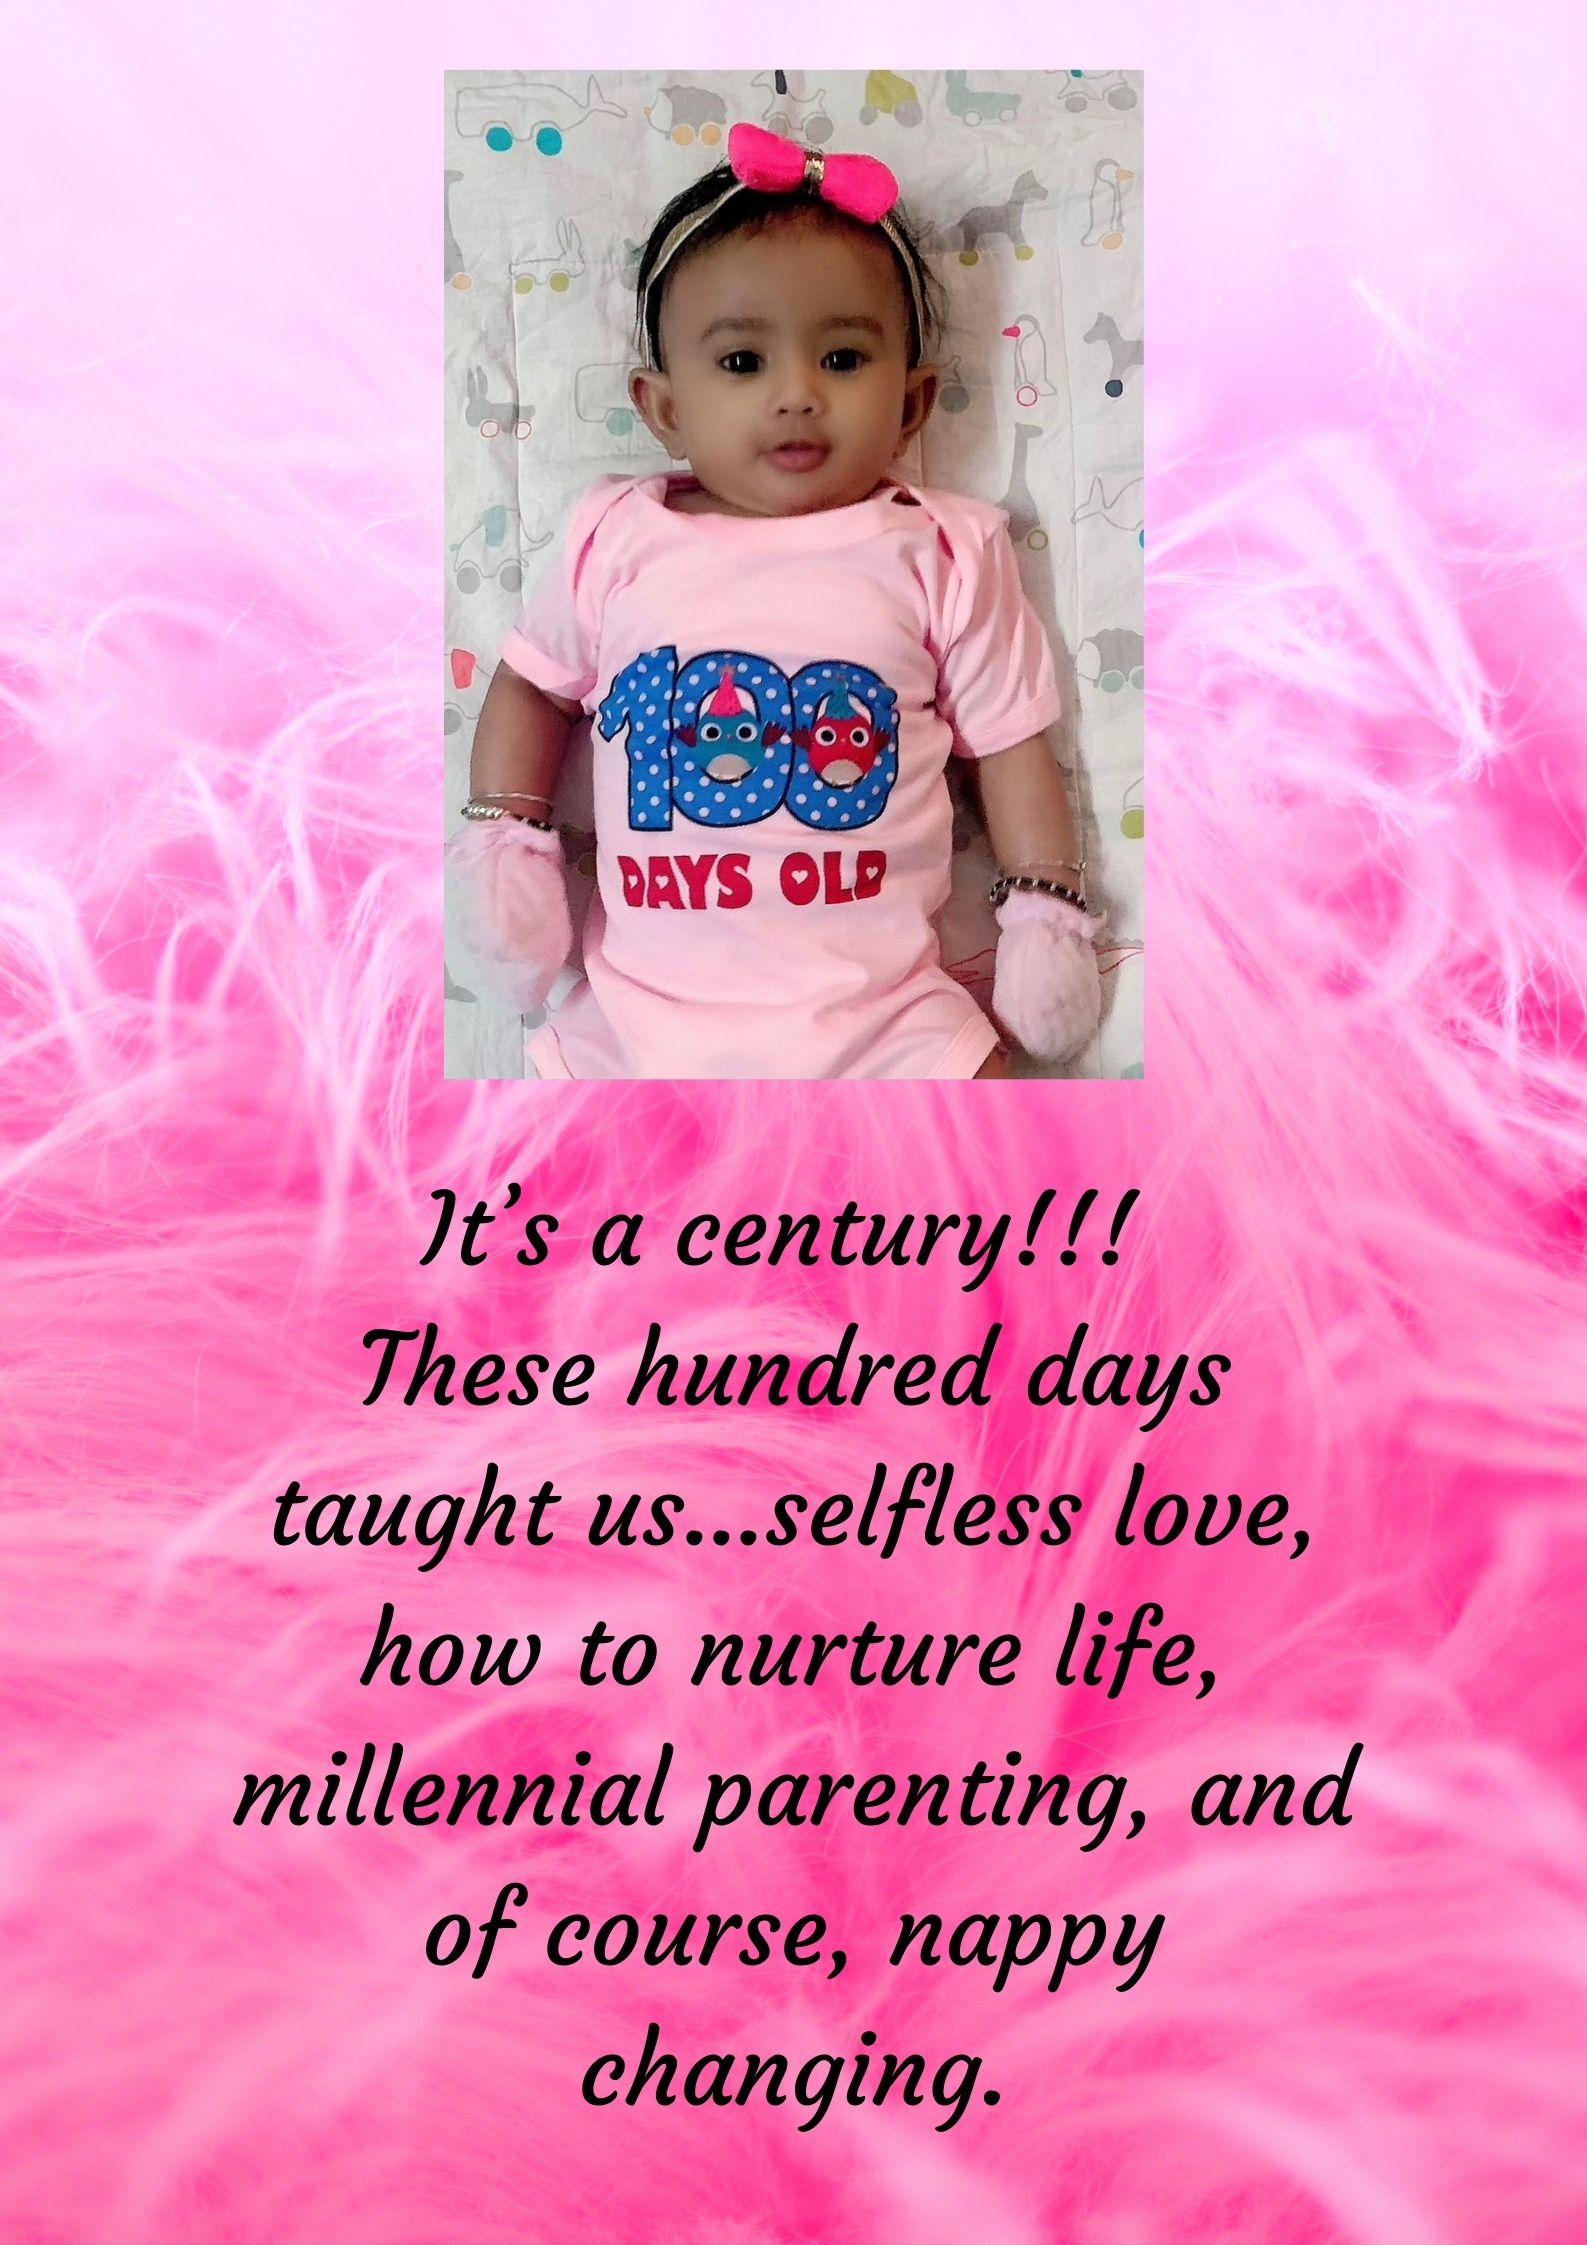 100
DAYS OLD
It's a century!!!
These hundred days
taught us...selfless love,
how to nurture life,
millennial parenting, and
of course, nappy
changing.